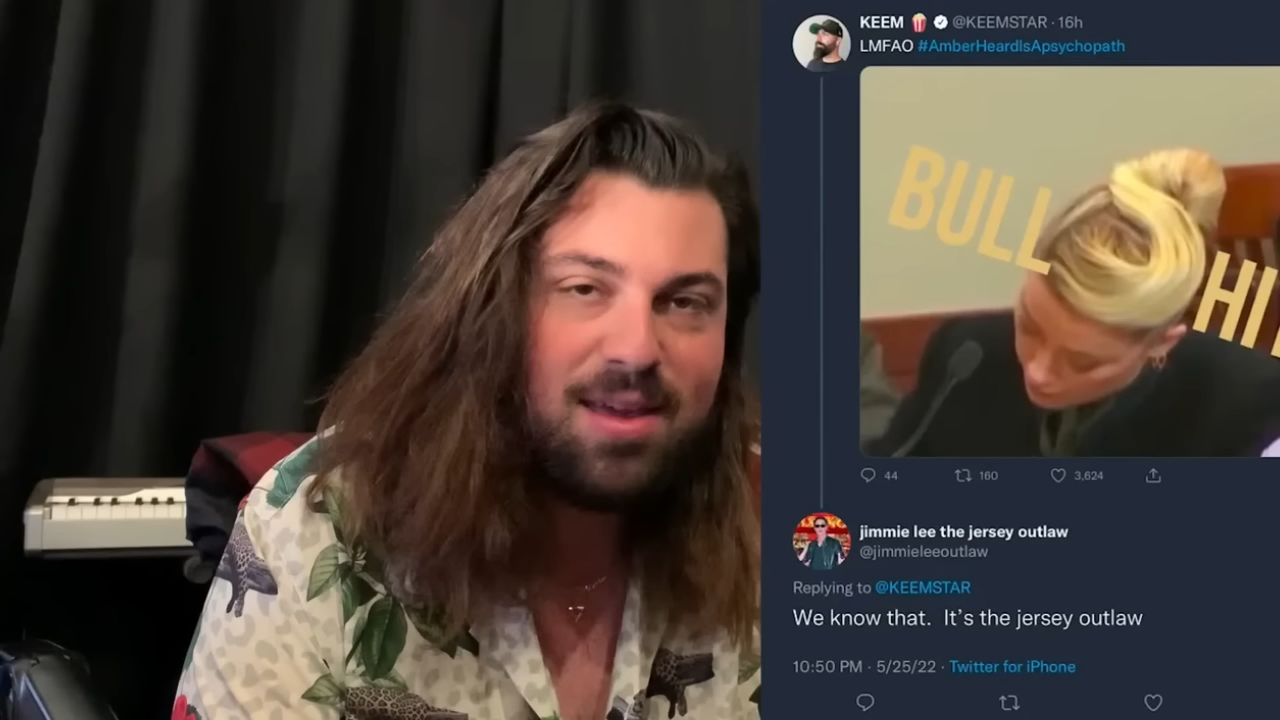 KEEM 🍿 @KEEMSTAR · 16h
LMFAO #AmberHeardIsApsychopath
BULL
HI
44 160 3,624
jimmie lee the jersey outlaw
@jimmieleeoutlaw
Replying to @KEEMSTAR
We know that. It’s the jersey outlaw
10:50 PM · 5/25/22 · Twitter for iPhone